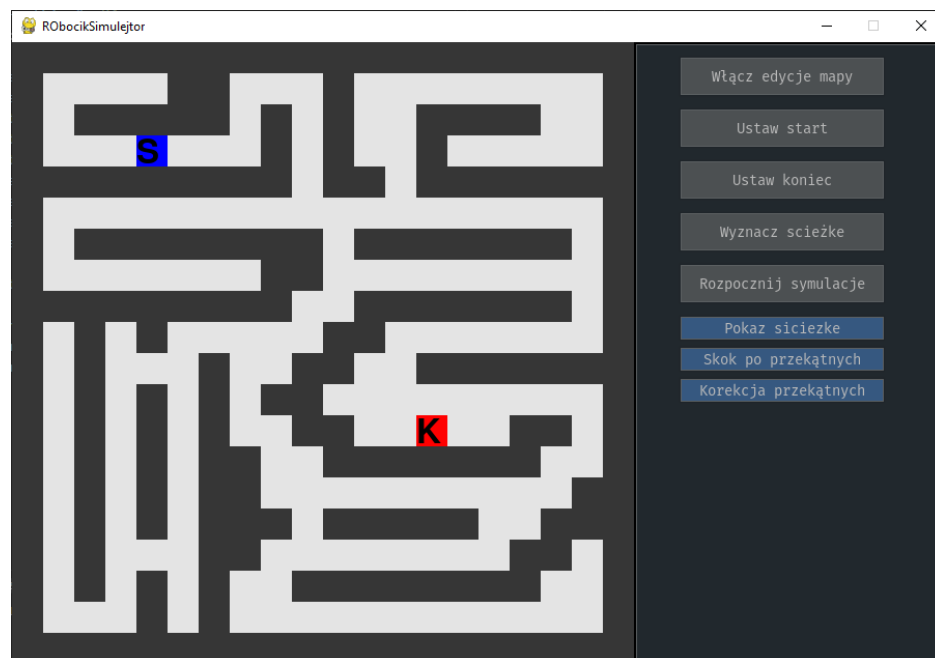 RObocikSimulejtor
Włącz edycje mapy
Ustaw start
S
Ustaw koniec
Wyznacz scieżke
Rozpocznij symulacje
Pokaz siciezke
Skok po przekątnych
Korekcja przekątnych
K